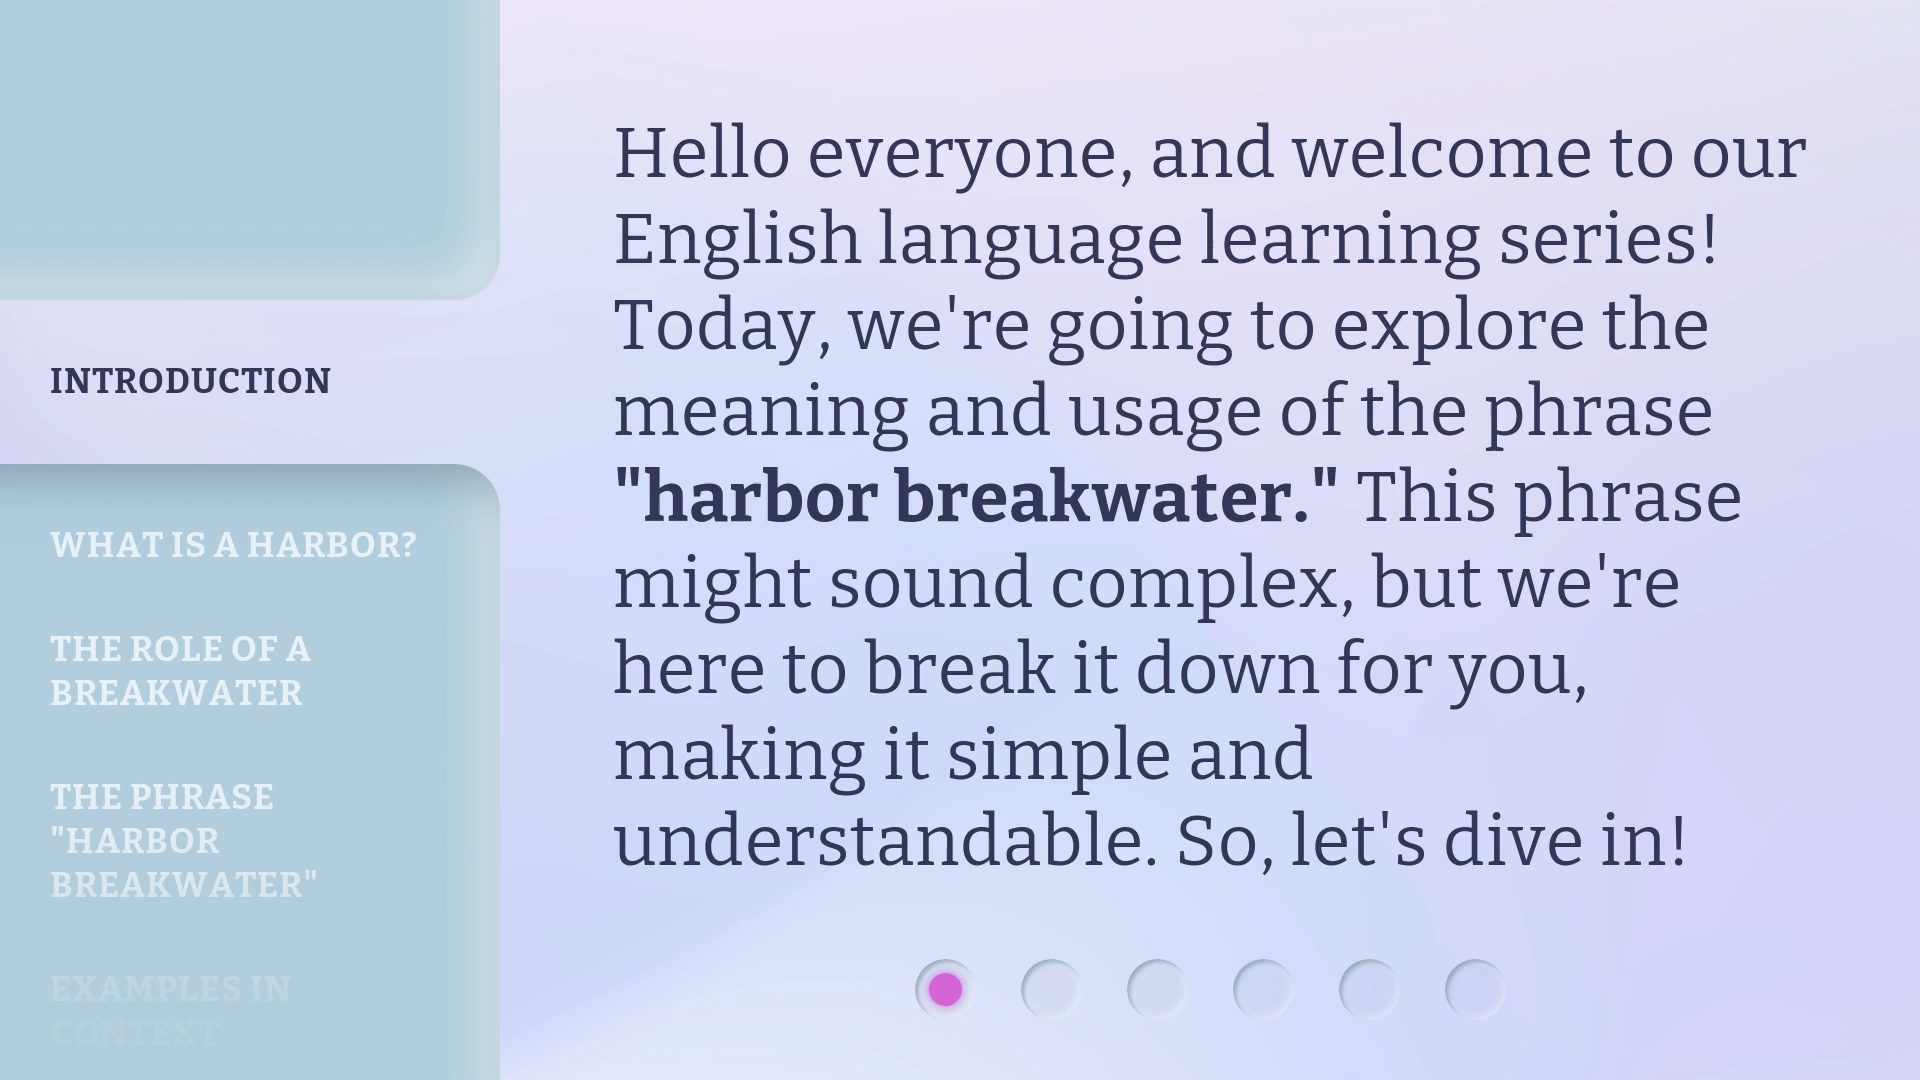 INTRODUCTION
WHAT IS A HARBOR?
THE ROLE OF A
BREAKWATER
THE PHRASE
"HARBOR
BREAKWATER"
EXAMPLES IN
CONTEXT
Hello everyone, and welcome to our
English language learning series!
Today, we're going to explore the
meaning and usage of the phrase
"harbor breakwater." This phrase
might sound complex, but we're
here to break it down for you,
making it simple and
understandable. So, let's dive in!